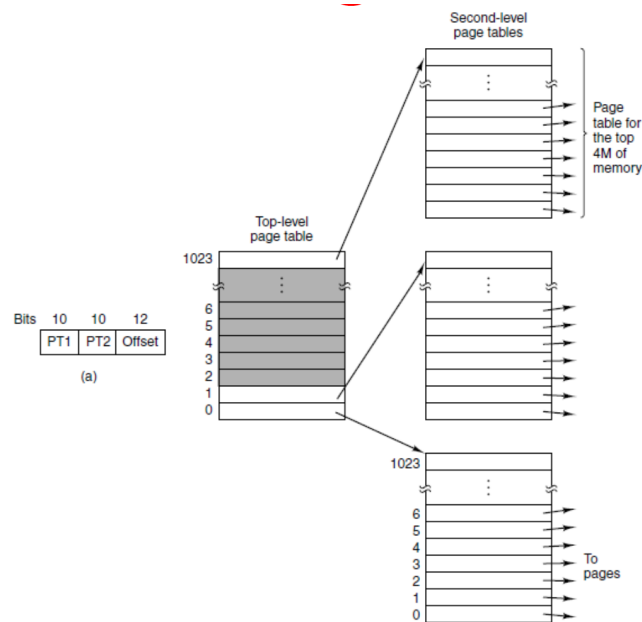 Second-level
page tables
Page
table for
the top
4M of
memory
Top-level
page table
1023
6
5
4
3
2
1
0
Bits 10 10 12
PT1 PT2 Offset
(a)
1023
6
5
4
3
2
1
0
To
pages